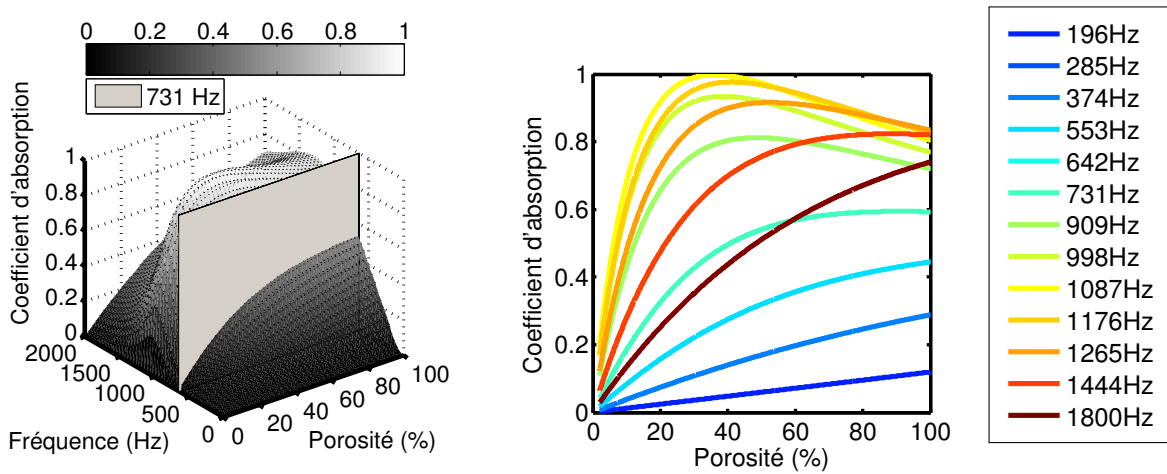 0 0.2 0.4 0.6 0.8 1
731 Hz
Coefficient d'absorption
1
0.8
0.6
0.4
0.2
0
2000
1500
1000
500
0
Fréquence (Hz)
0
20
40
60
80
100
Porosité (%)
Coefficient d'absorption
1
0.8
0.6
0.4
0.2
0
0 20 40 60 80 100
Porosité (%)
196Hz
285Hz
374Hz
553Hz
642Hz
731Hz
909Hz
998Hz
1087Hz
1176Hz
1265Hz
1444Hz
1800Hz